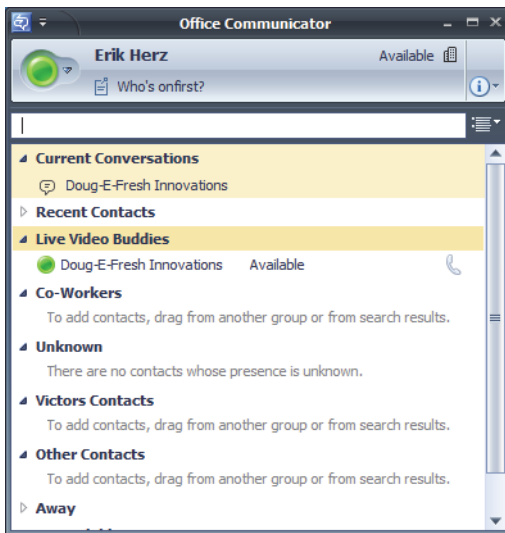 Office Communicator
Erik Herz Available
Who's onfirst?
Current Conversations
Doug-E-Fresh Innovations
Recent Contacts
Live Video Buddies
Doug-E-Fresh Innovations Available
Co-Workers
To add contacts, drag from another group or from search results.
Unknown
There are no contacts whose presence is unknown.
Victors Contacts
To add contacts, drag from another group or from search results.
Other Contacts
To add contacts, drag from another group or from search results.
Away